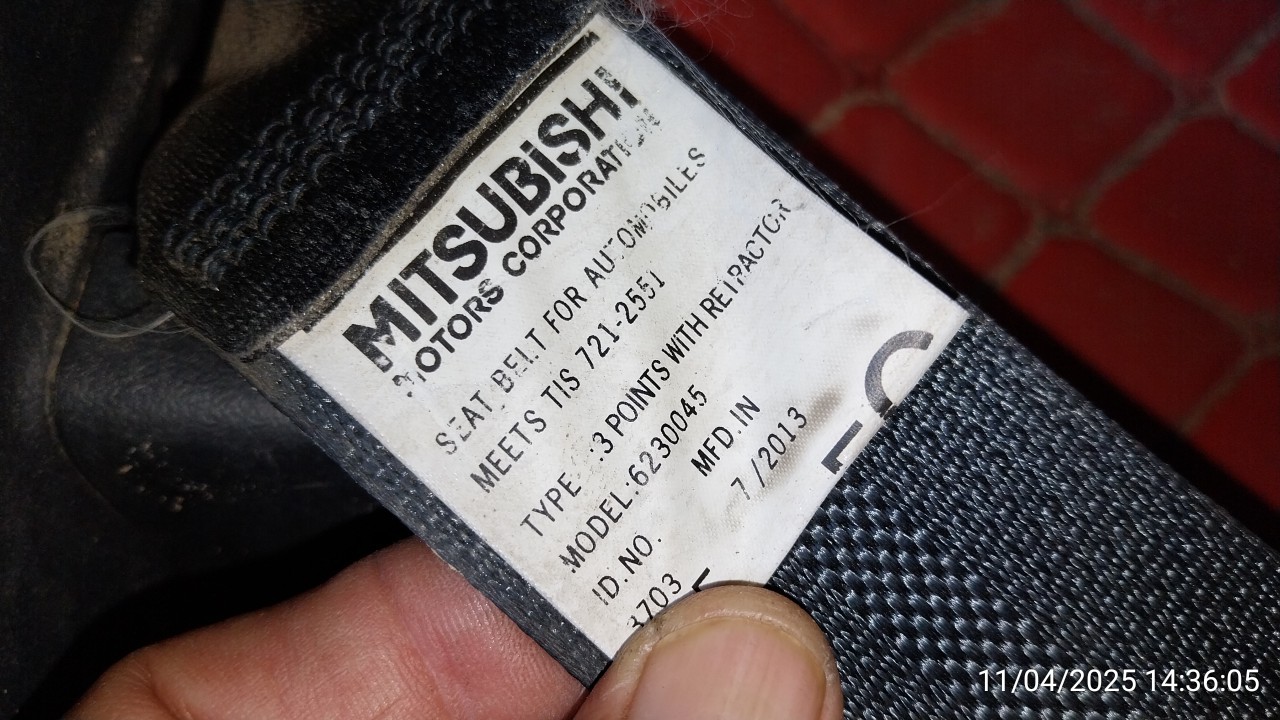 MITSUBISHI
MOTORS CORPORATION
SEAT BELT FOR AUTOMOBILES
MEETS TIS 721-2551
TYPE :3 POINTS WITH RETRACTOR
MODEL:6230045
ID.NO. MFD.IN
3703 7/2013
11/04/2025 14:36:05